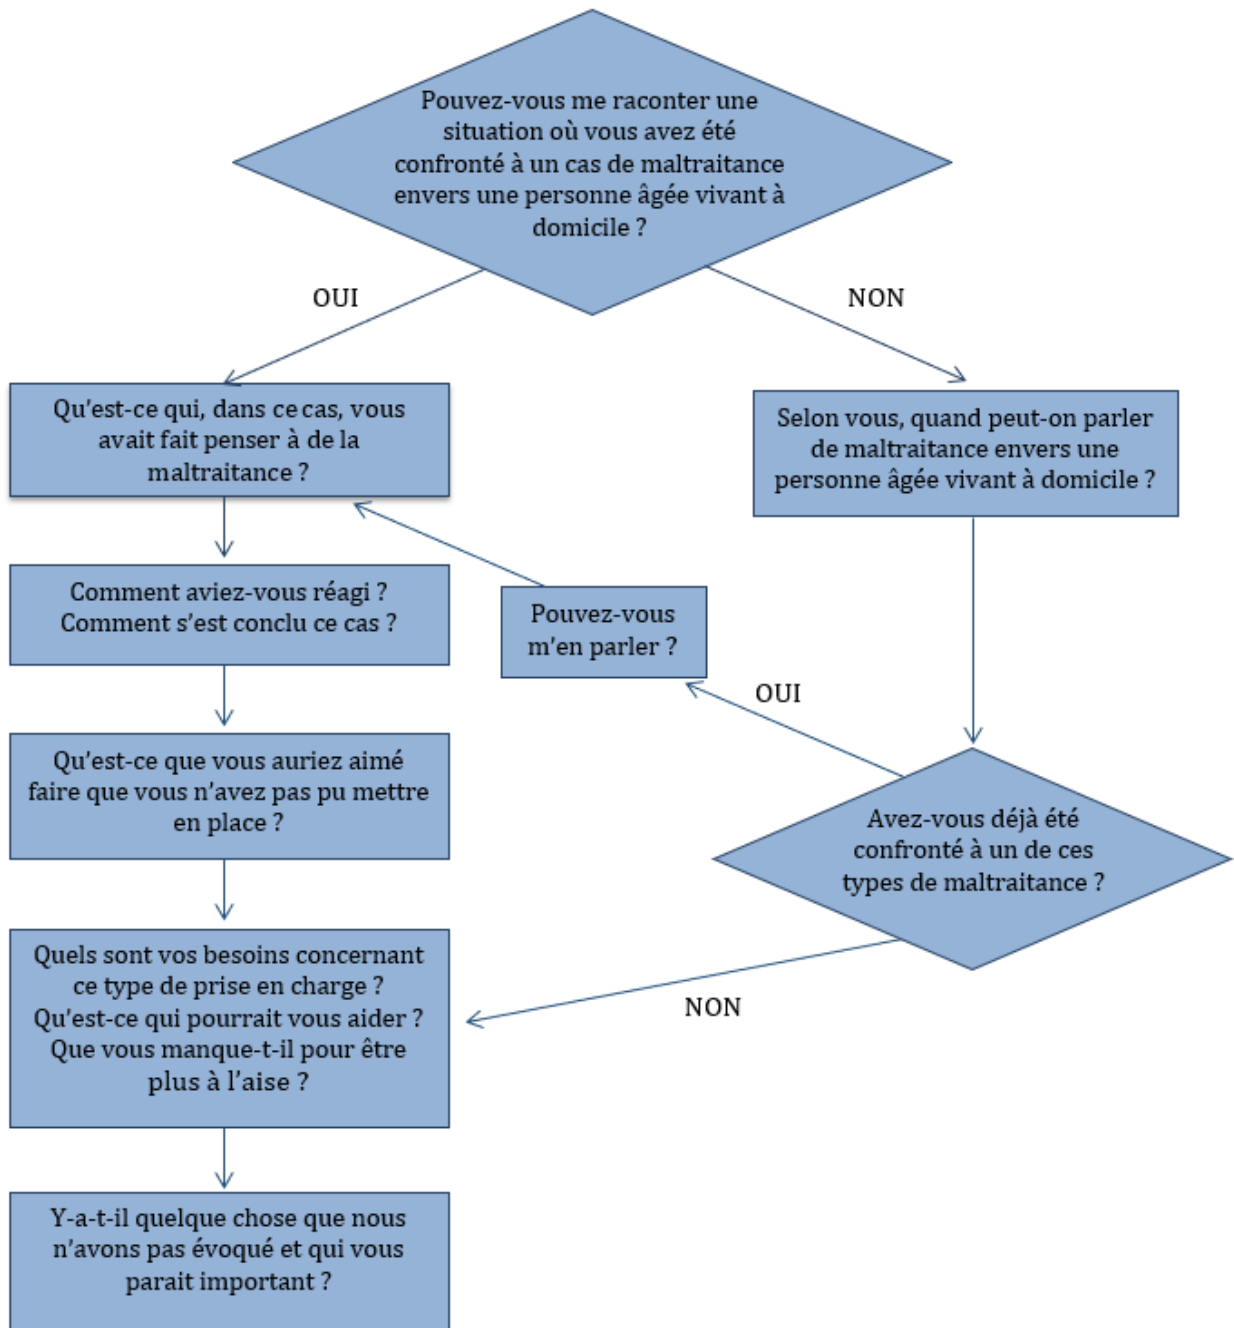 Pouvez-vous me raconter une
situation où vous avez été
confronté à un cas de maltraitance
envers une personne âgée vivant à
domicile ?
OUI
NON
Qu'est-ce qui, dans ce cas, vous
avait fait penser à de la
maltraitance ?
Selon vous, quand peut-on parler
de maltraitance envers une
personne âgée vivant à domicile ?
Comment aviez-vous réagi ?
Comment s'est conclu ce cas ?
Pouvez-vous
m'en parler ?
OUI
Qu'est-ce que vous auriez aimé
faire que vous n'avez pas pu mettre
en place ?
Avez-vous déjà été
confronté à un de ces
types de maltraitance ?
Quels sont vos besoins concernant
ce type de prise en charge ?
Qu'est-ce qui pourrait vous aider ?
Que vous manque-t-il pour être
plus à l'aise ?
NON
Y-a-t-il quelque chose que nous
n'avons pas évoqué et qui vous
parait important ?